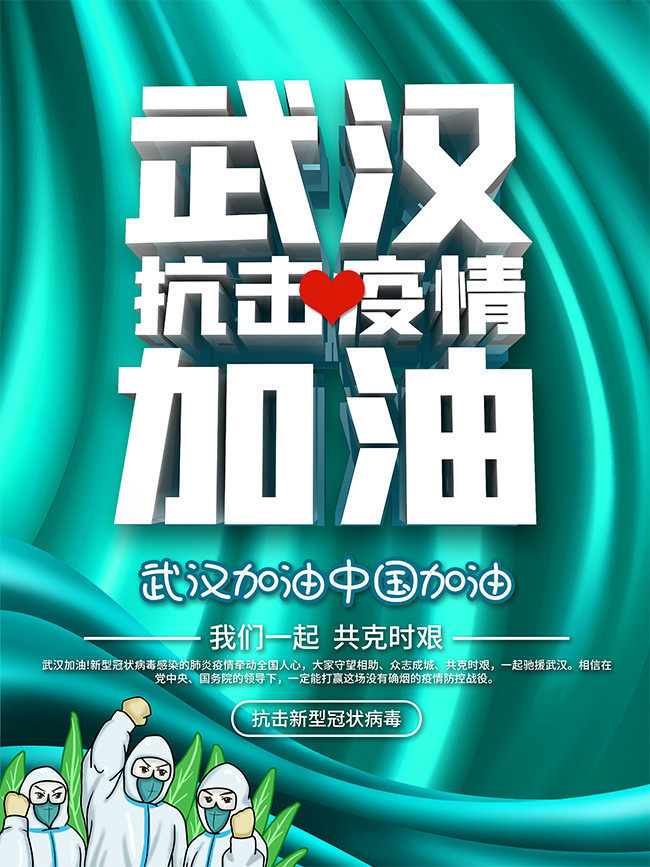 武汉
抗击疫情
加油
武汉加油中国加油
我们一起 共克时艰
武汉加油!新型冠状病毒感染的肺炎疫情牵动全国人心，大家守望相助、众志成城、共克时艰，一起驰援武汉。相信在
党中央、国务院的领导下，一定能打赢这场没有确烟的疫情防控战役。
抗击新型冠状病毒